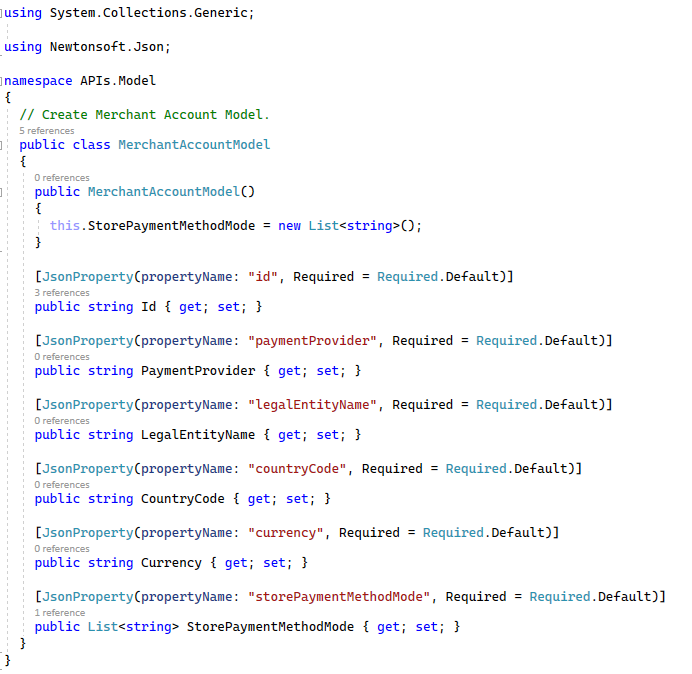 using System.Collections.Generic;
using Newtonsoft.Json;
namespace APIs.Model
{
// Create Merchant Account Model.
5 references
public class MerchantAccountModel
{
0 references
public MerchantAccountModel()
{
this.StorePaymentMethodMode = new List<string>();
}
[JsonProperty(propertyName: "id", Required = Required.Default)]
3 references
public string Id { get; set; }
[JsonProperty(propertyName: "paymentProvider", Required = Required.Default)]
0 references
public string PaymentProvider { get; set; }
[JsonProperty(propertyName: "legalEntityName", Required = Required.Default)]
0 references
public string LegalEntityName { get; set; }
[JsonProperty(propertyName: "countryCode", Required = Required.Default)]
0 references
public string CountryCode { get; set; }
[JsonProperty(propertyName: "currency", Required = Required.Default)]
0 references
public string Currency { get; set; }
[JsonProperty(propertyName: "storePaymentMethodMode", Required = Required.Default)]
1 reference
public List<string> StorePaymentMethodMode { get; set; }
}
}